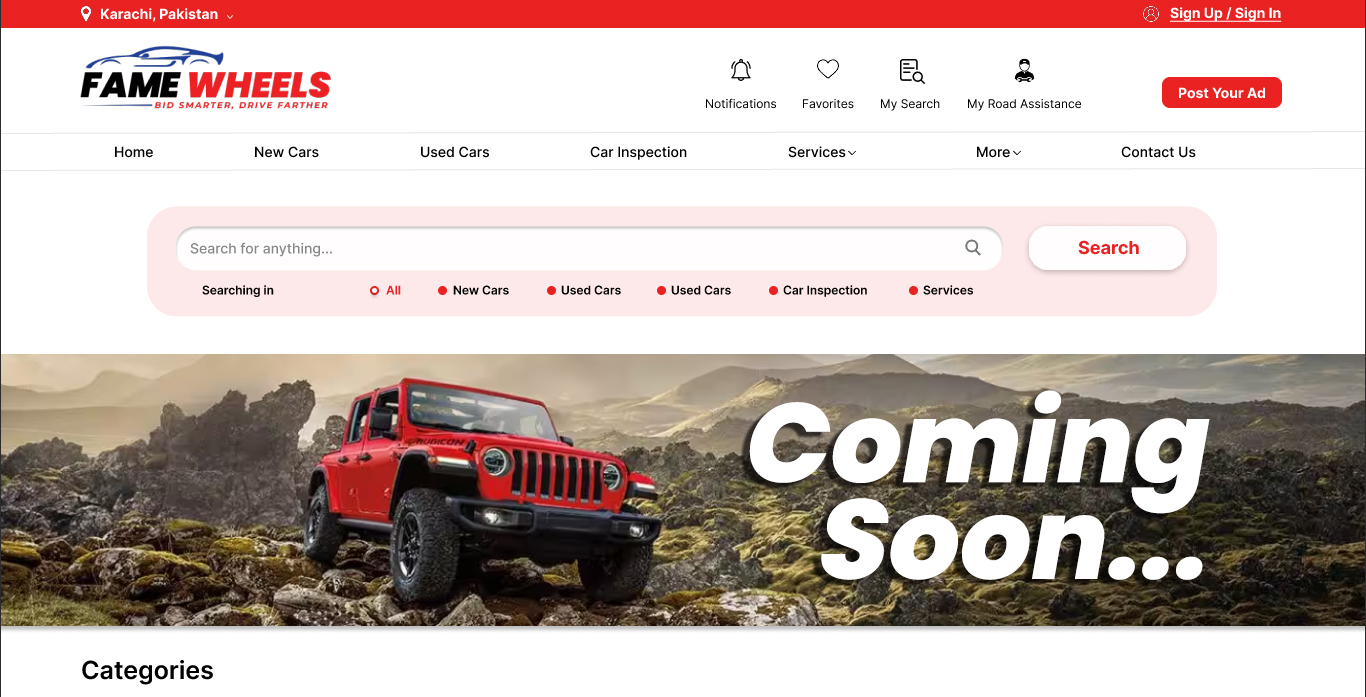 Karachi, Pakistan
Sign Up / Sign In
FAME WHEELS
BID SMARTER, DRIVE FARTHER
Notifications
Favorites
My Search
My Road Assistance
Post Your Ad
Home
New Cars
Used Cars
Car Inspection
Services
More
Contact Us
Search for anything...
Search
Searching in
All
New Cars
Used Cars
Used Cars
Car Inspection
Services
RUBICON
Coming
Soon...
Categories